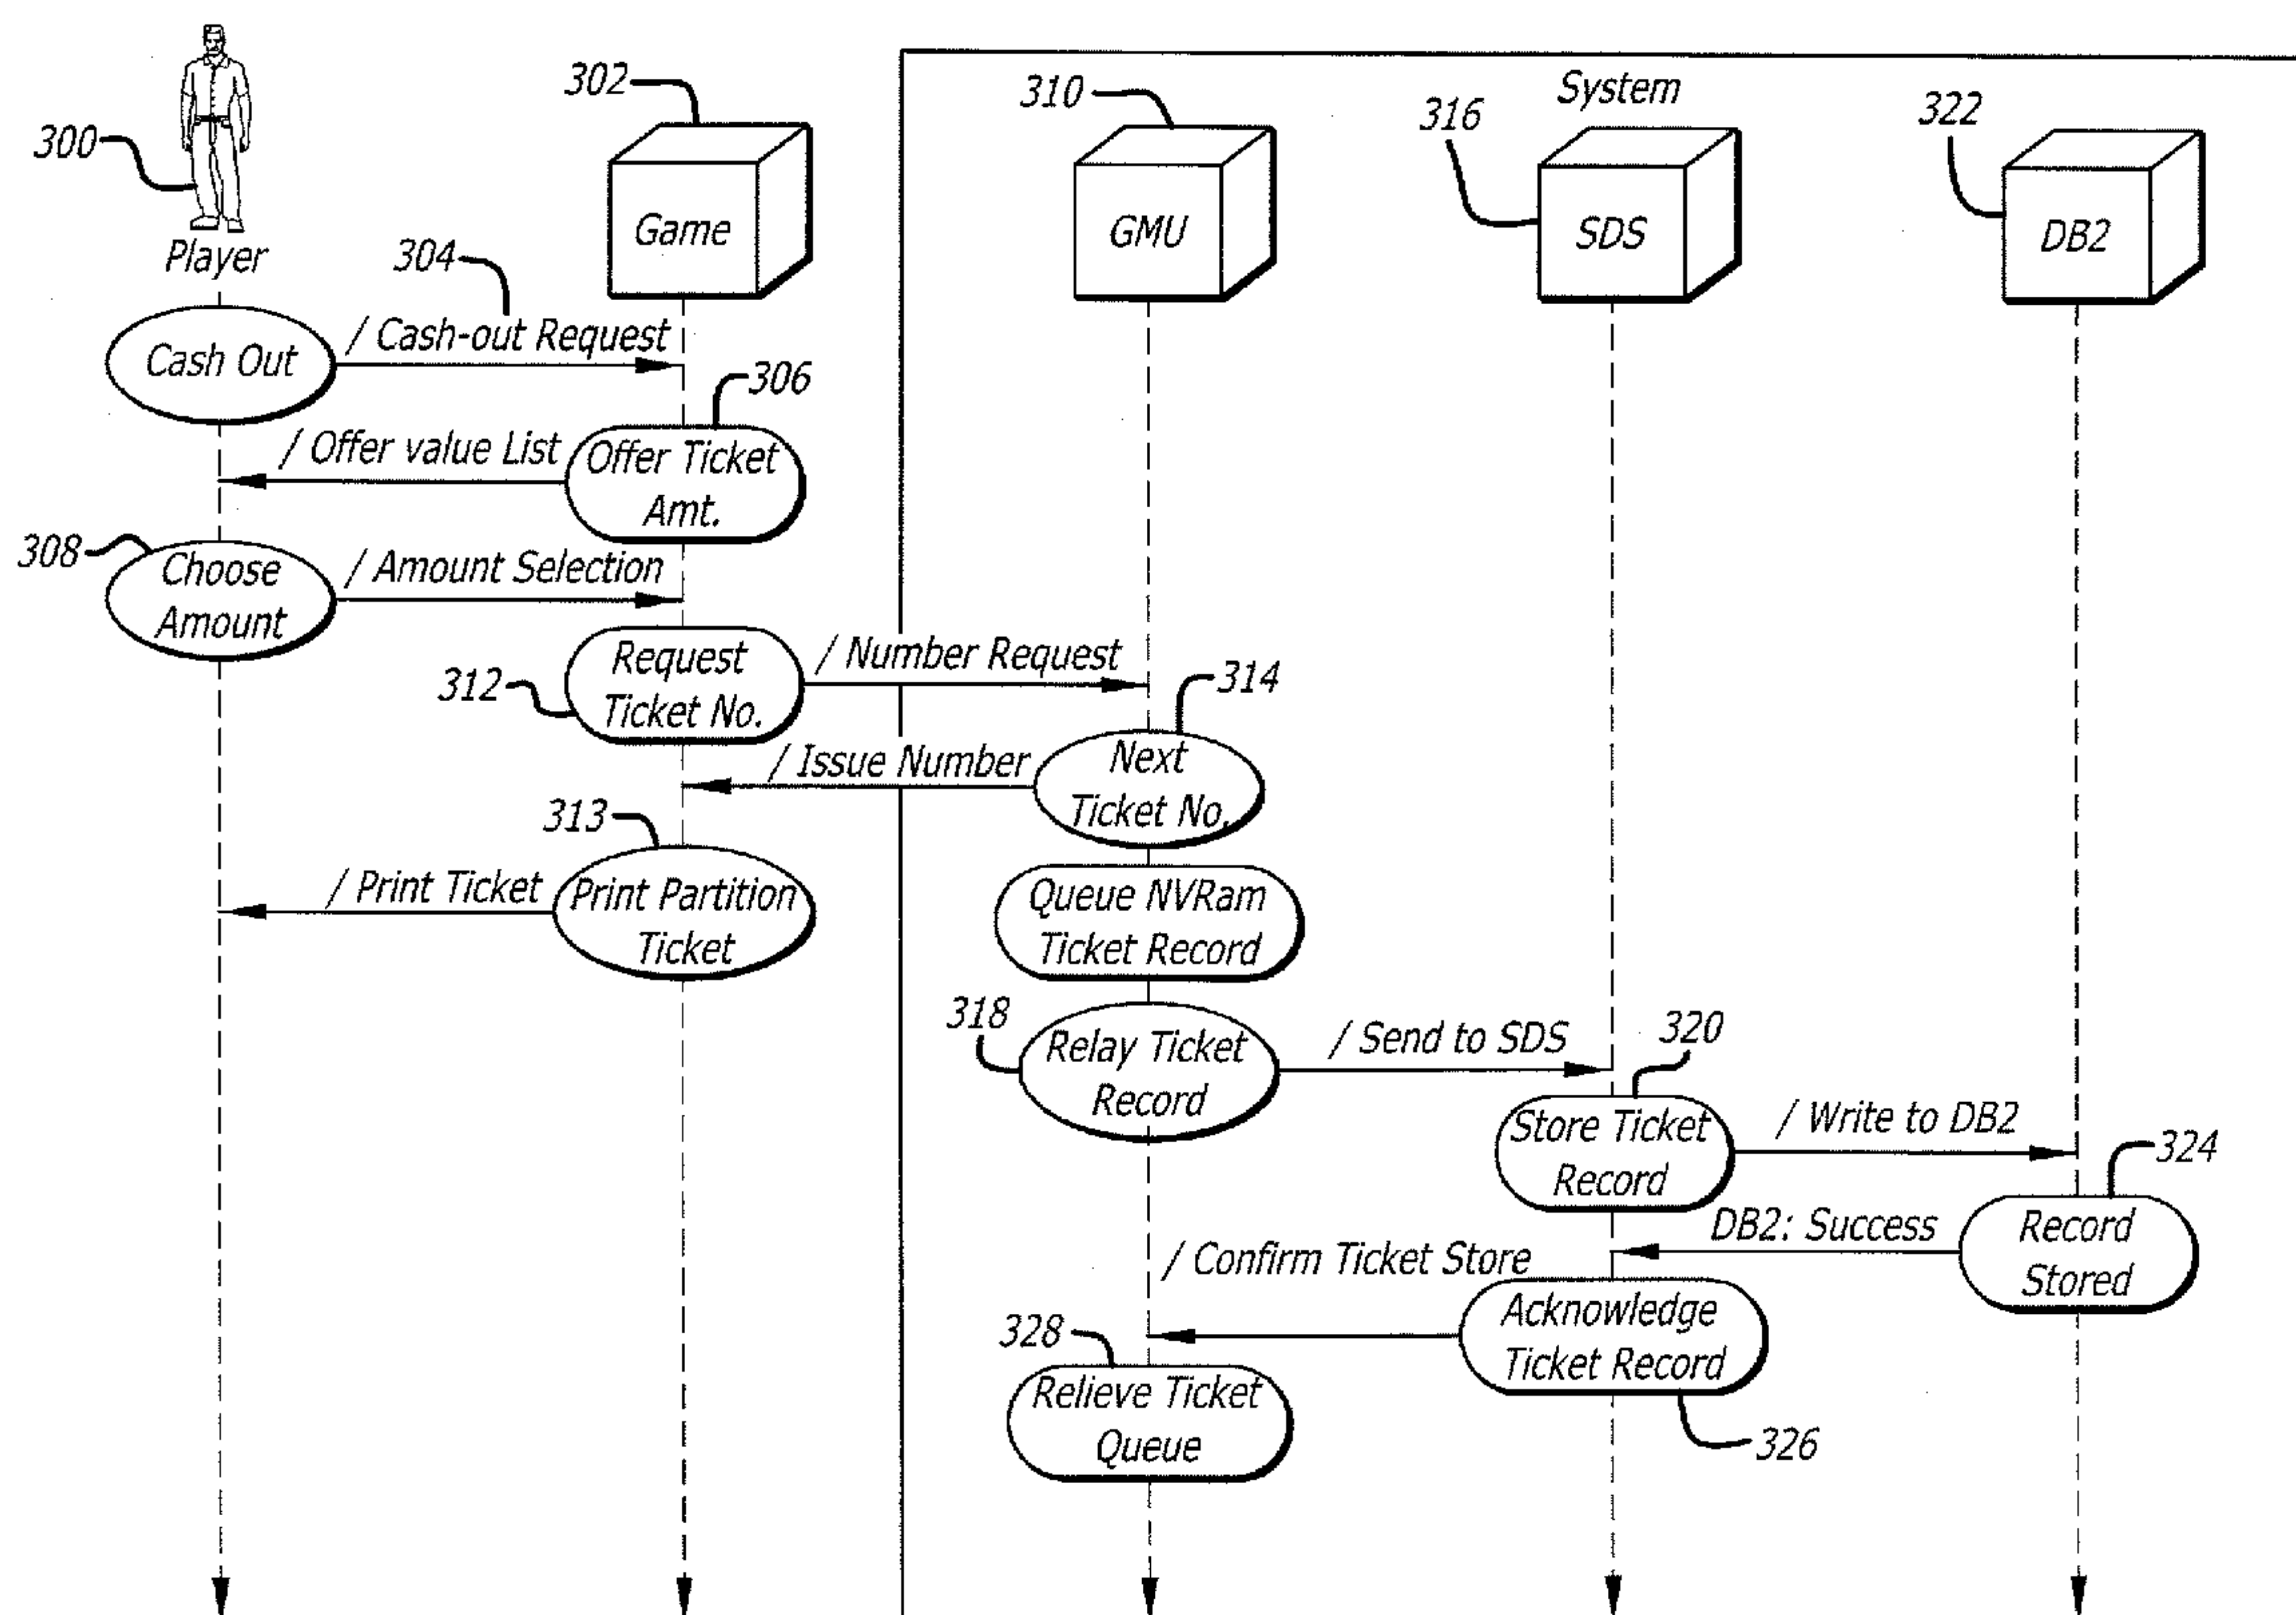 System
302
310
316
322
300
Game
GMU
SDS
DB2
Player
304
/ Cash-out Request
Cash Out
306
/ Offer value List
Offer Ticket
Amt.
308
Choose
Amount
/ Amount Selection
Request
Ticket No.
312
/ Number Request
314
/ Issue Number
Next
Ticket No.
313
/ Print Ticket
Print Partition
Ticket
Queue NVRam
Ticket Record
318
Relay Ticket
Record
/ Send to SDS
320
Store Ticket
Record
/ Write to DB2
324
DB2: Success
Record
Stored
/ Confirm Ticket Store
Acknowledge
Ticket Record
326
328
Relieve Ticket
Queue